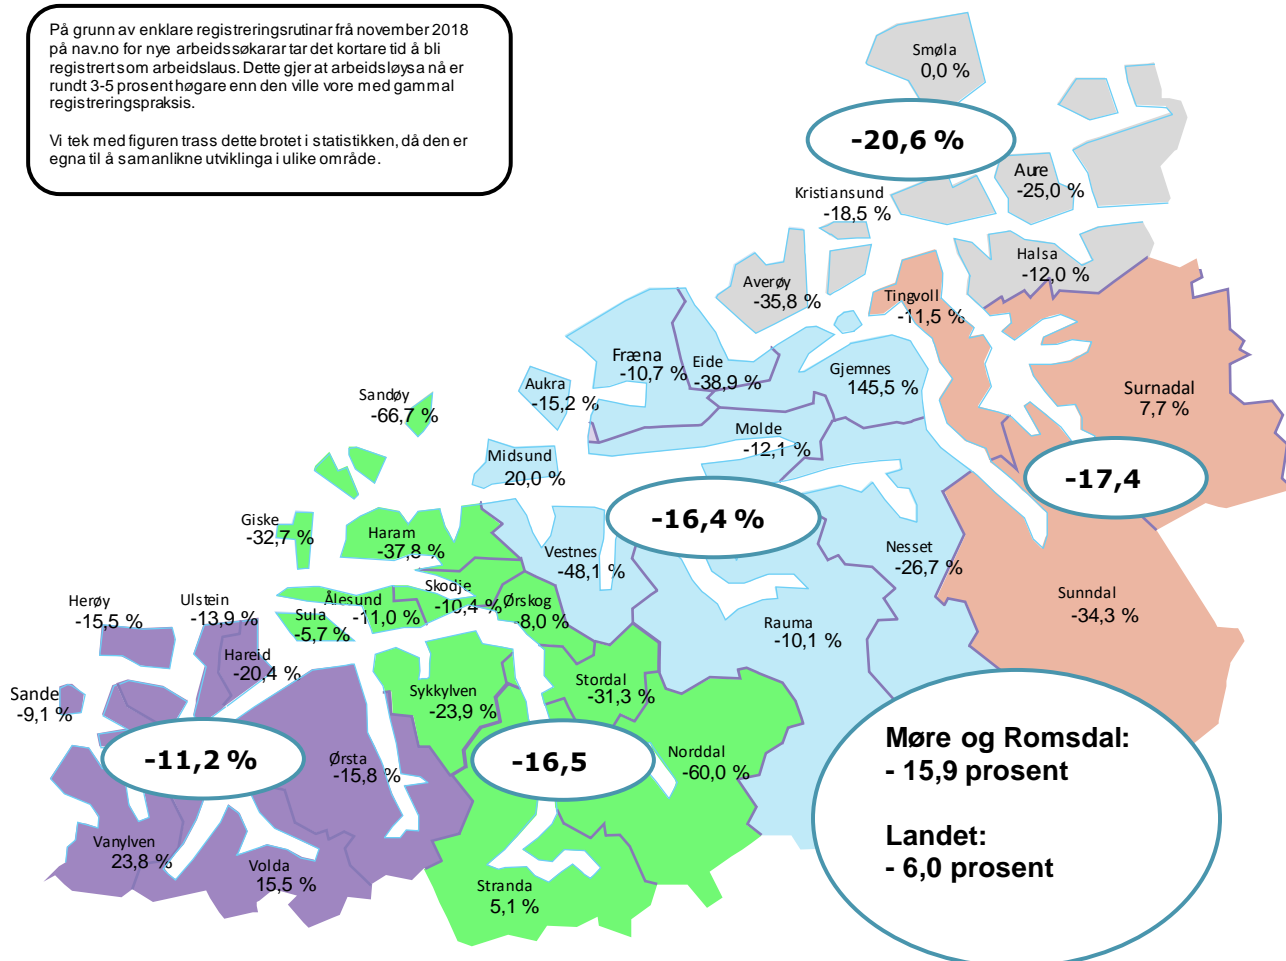 På grunn av enklare registreringsrutinar frå november 2018
på nav.no for nye arbeidssøkarar tar det kortare tid å bli
registrert som arbeidslaus. Dette gjer at arbeidsløysa nå er
rundt 3-5 prosent høgare enn den ville vore med gammal
registreringspraksis.
Vi tek med figuren trass dette brotet i statistikken, då den er
egna til å samanlikne utviklinga i ulike område.
Smøla
0,0 %
-20,6 %
Aure
-25,0 %
Kristiansund
-18,5 %
Halsa
-12,0 %
Averøy
-35,8 %
Tingvoll
-11,5 %
Fræna
-10,7 %
Eide
-38,9 %
Gjemnes
145,5 %
Aukra
-15,2 %
Surnadal
7,7 %
Sandøy
-66,7 %
Molde
-12,1 %
Midsund
20,0 %
-17,4
-16,4 %
Giske
-32,7 %
Haram
-37,8 %
Vestnes
-48,1 %
Nesset
-26,7 %
Skodje
-10,4 %
Ørskog
-8,0 %
Sunndal
-34,3 %
Herøy
-15,5 %
Ulstein
-13,9 %
Ålesund
-11,0 %
Sula
-5,7 %
Rauma
-10,1 %
Hareid
-20,4 %
Sande
-9,1 %
Sykkylven
-23,9 %
Stordal
-31,3 %
-11,2 %
Ørsta
-15,8 %
-16,5
Norddal
-60,0 %
Møre og Romsdal:
- 15,9 prosent
Landet:
- 6,0 prosent
Vanylven
23,8 %
Volda
15,5 %
Stranda
5,1 %